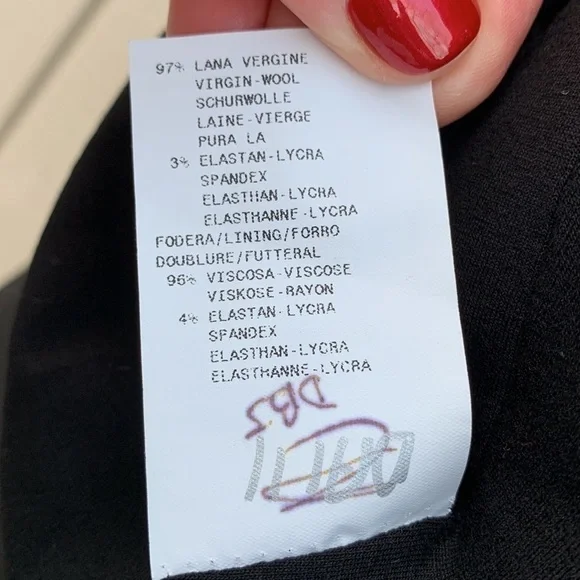 97% LANA VERGINE
VIRGIN-WOOL
SCHURWOLLE
LAINE-VIERGE
PURA LA
3% ELASTAN-LYCRA
SPANDEX
ELASTHAN-LYCRA
ELASTHANNE-LYCRA
FODERA/LINING/FORRO
DOUBLURE/FUTTERAL
96% VISCOSA-VISCOSE
VISKOSE-RAYON
4% ELASTAN-LYCRA
SPANDEX
ELASTHAN-LYCRA
ELASTHANNE-LYCRA